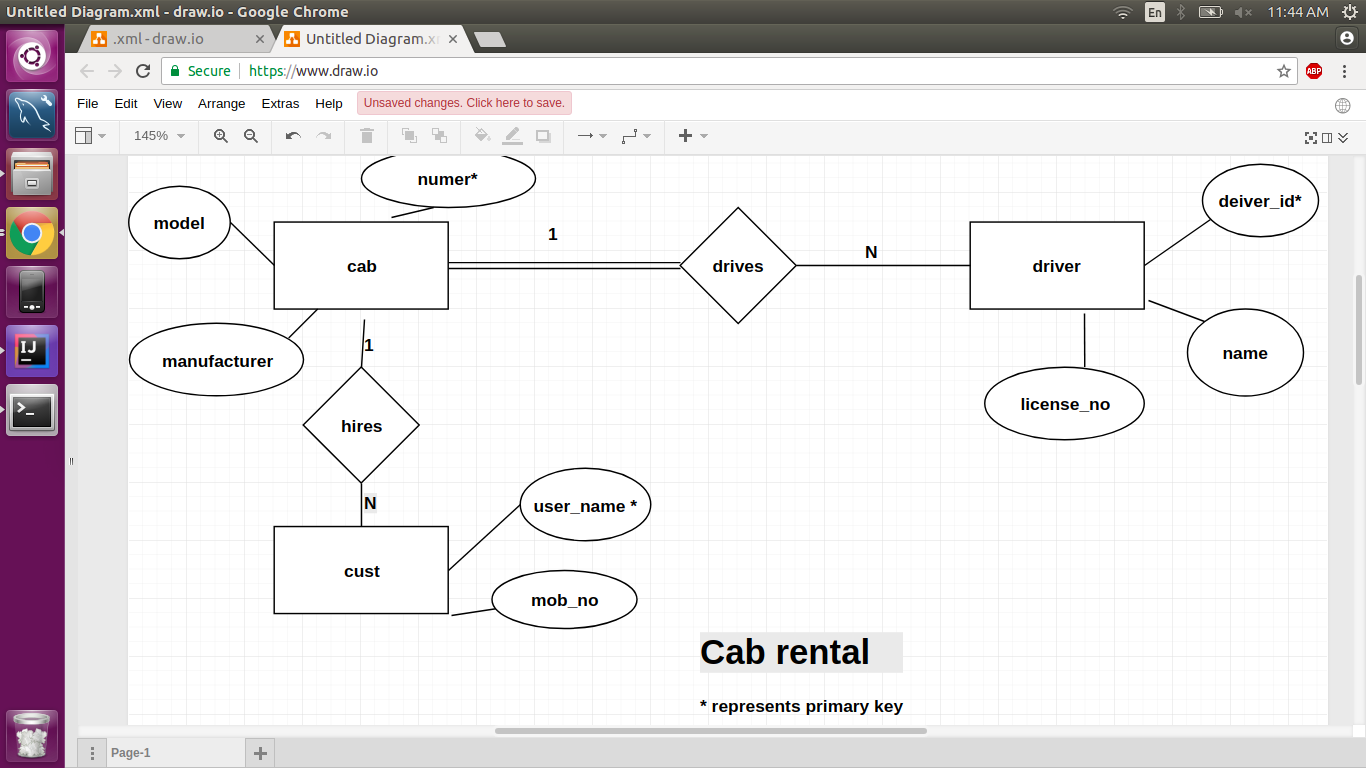 Untitled Diagram.xml - draw.io - Google Chrome
En
11:44 AM
.xml - draw.io
Untitled Diagram.x
Secure
https://www.draw.io
ABP
File Edit View Arrange Extras Help Unsaved changes. Click here to save.
145%
numer*
model
deiver_id*
1
N
cab
drives
driver
1
manufacturer
name
license_no
hires
N
user_name *
cust
mob_no
Cab rental
* represents primary key
Page-1
IJ